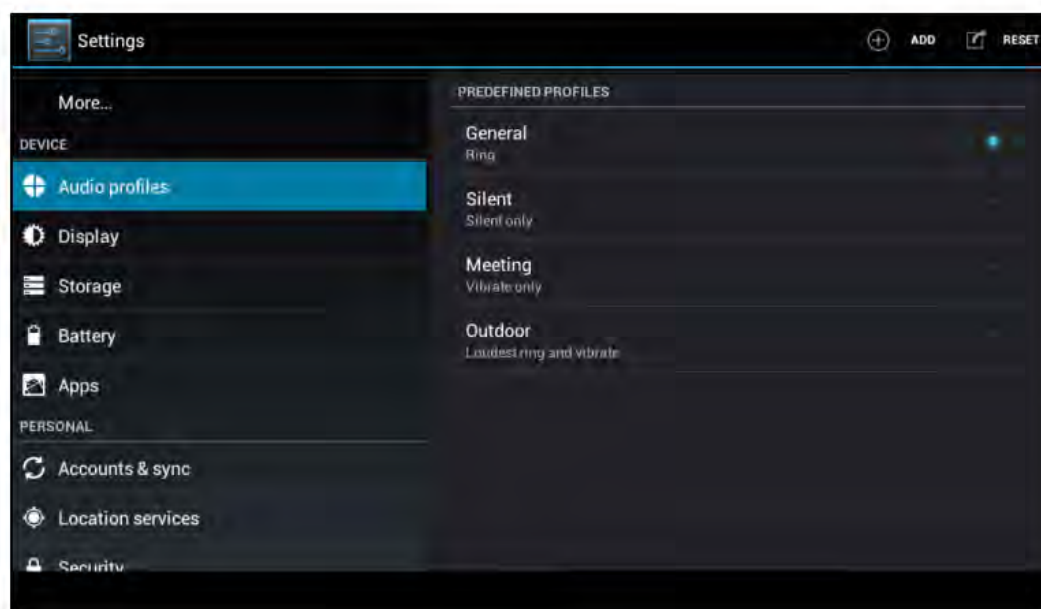 Settings
ADD
RESET
More...
DEVICE
Audio profiles
Display
Storage
Battery
Apps
PERSONAL
Accounts & sync
Location services
Security
PREDEFINED PROFILES
General
Ring
Silent
Silent only
Meeting
Vibrate only
Outdoor
Loudest ring and vibrate